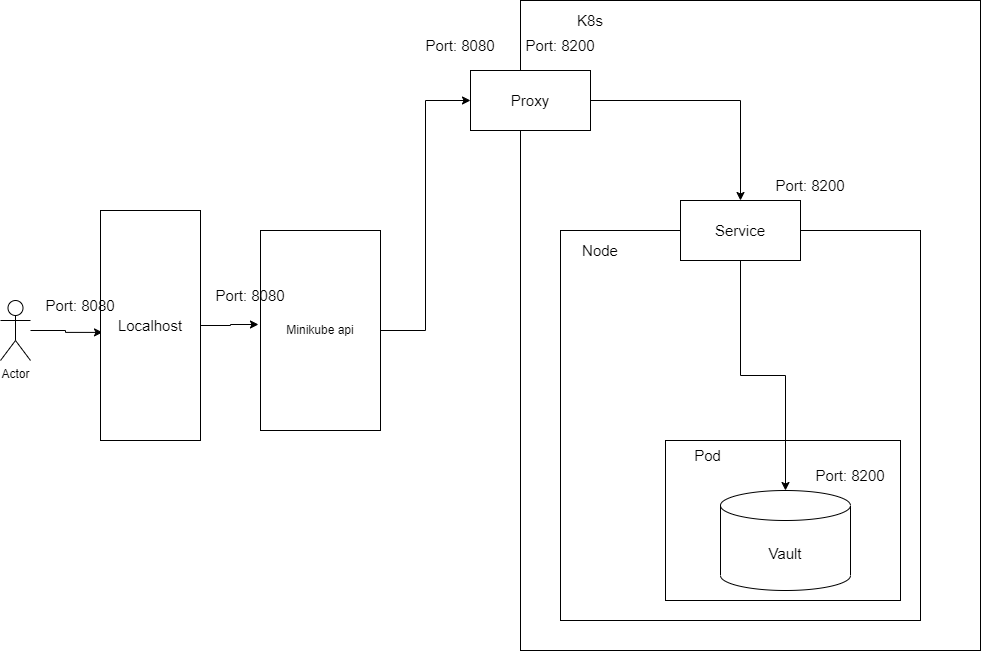 K8s
Port: 8080
Port: 8200
Proxy
Port: 8200
Service
Node
Port: 8080
Port: 8080
Localhost
Minikube api
Actor
Pod
Port: 8200
Vault